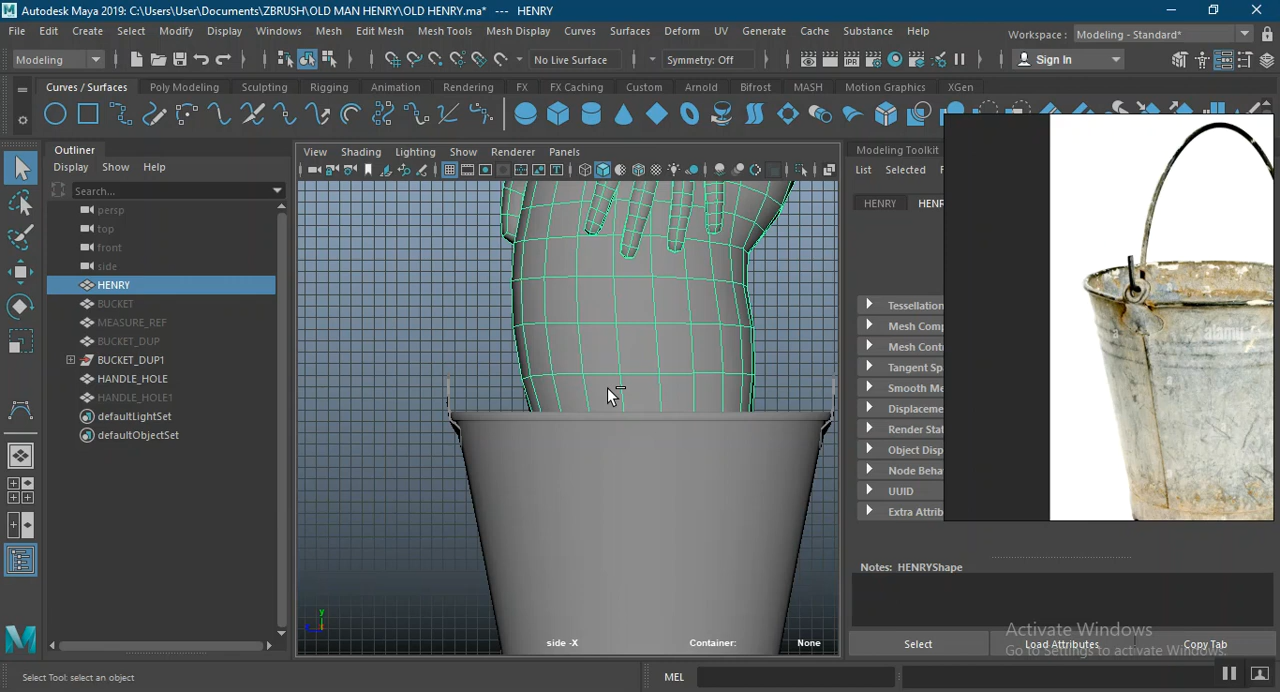 Autodesk Maya 2019: C:\Users\User\Documents\ZBRUSH\OLD MAN HENRY\OLD HENRY.ma* --- HENRY
File Edit Create Select Modify Display Windows Mesh Edit Mesh Mesh Tools Mesh Display Curves Surfaces Deform UV Generate Cache Substance Help Workspace : Modeling - Standard*
Modeling No Live Surface Symmetry: Off IPR Sign In
Curves / Surfaces Poly Modeling Sculpting Rigging Animation Rendering FX FX Caching Custom Arnold Bifrost MASH Motion Graphics XGen
Outliner
Display Show Help
Search...
persp
top
front
side
HENRY
BUCKET
MEASURE_REF
BUCKET_DUP
BUCKET_DUP1
HANDLE_HOLE
HANDLE_HOLE1
defaultLightSet
defaultObjectSet
View Shading Lighting Show Renderer Panels
side -X Container: None
y
Modeling Toolkit
List Selected F
HENRY HENR
Tessellation
Mesh Comp
Mesh Contr
Tangent Sp
Smooth Me
Displaceme
Render Stat
Object Disp
Node Beha
UUID
Extra Attrib
a alamy
Notes: HENRYShape
Select Load Attributes Copy Tab
Activate Windows
Go to Settings to activate Windows.
Select Tool: select an object
MEL